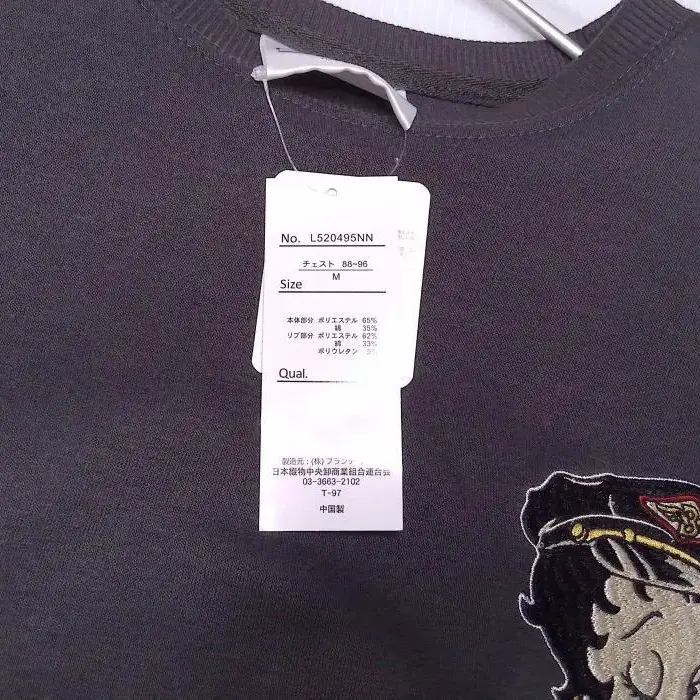 No. L520495NN
チェスト 88~96
M
Size
本体部分 ポリエステル 65%
綿 35%
リブ部分 ポリエステル 62%
綿 33%
ポリウレタン 5%
Qual.
製造元:(株)ブランデ
日本織物中央卸商業組合連合会
03-3663-2102
T-97
中国製